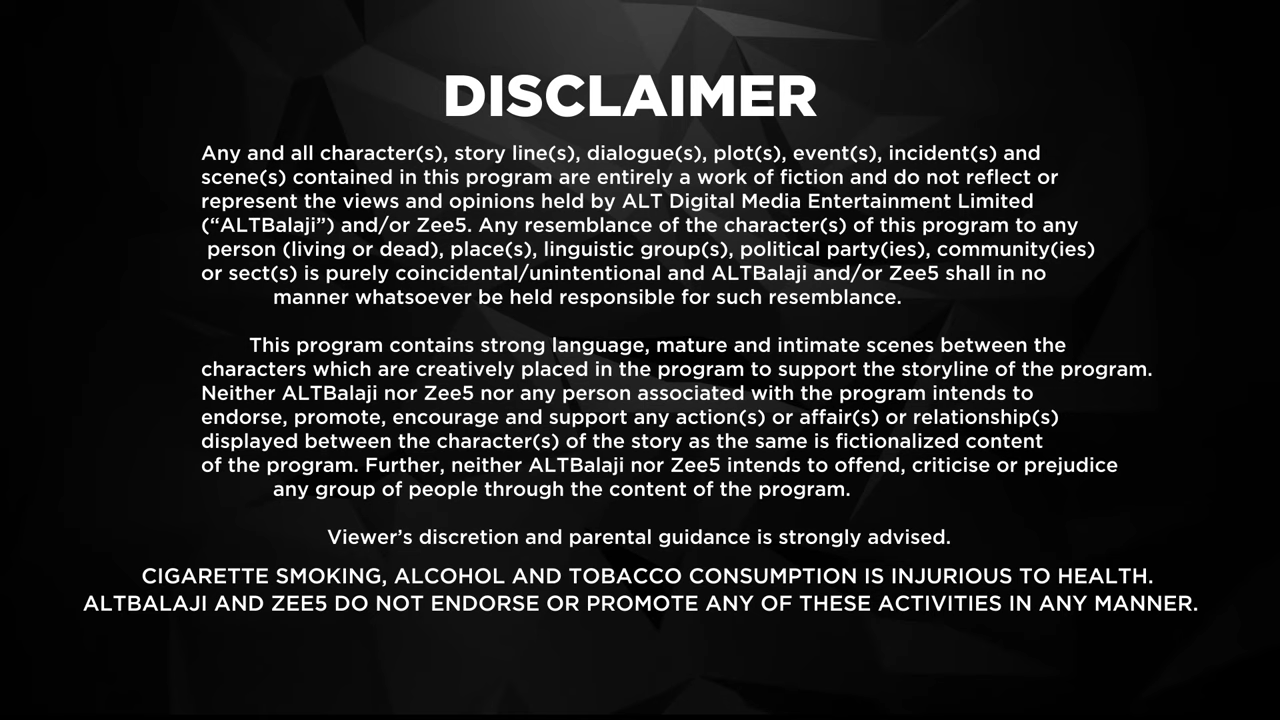 DISCLAIMER
Any and all character(s), story line(s), dialogue(s), plot(s), event(s), incident(s) and
scene(s) contained in this program are entirely a work of fiction and do not reflect or
represent the views and opinions held by ALT Digital Media Entertainment Limited
(“ALTBalaji”) and/or Zee5. Any resemblance of the character(s) of this program to any
person (living or dead), place(s), linguistic group(s), political party(ies), community(ies)
or sect(s) is purely coincidental/unintentional and ALTBalaji and/or Zee5 shall in no
manner whatsoever be held responsible for such resemblance.
This program contains strong language, mature and intimate scenes between the
characters which are creatively placed in the program to support the storyline of the program.
Neither ALTBalaji nor Zee5 nor any person associated with the program intends to
endorse, promote, encourage and support any action(s) or affair(s) or relationship(s)
displayed between the character(s) of the story as the same is fictionalized content
of the program. Further, neither ALTBalaji nor Zee5 intends to offend, criticise or prejudice
any group of people through the content of the program.
Viewer’s discretion and parental guidance is strongly advised.
CIGARETTE SMOKING, ALCOHOL AND TOBACCO CONSUMPTION IS INJURIOUS TO HEALTH.
ALTBALAJI AND ZEE5 DO NOT ENDORSE OR PROMOTE ANY OF THESE ACTIVITIES IN ANY MANNER.